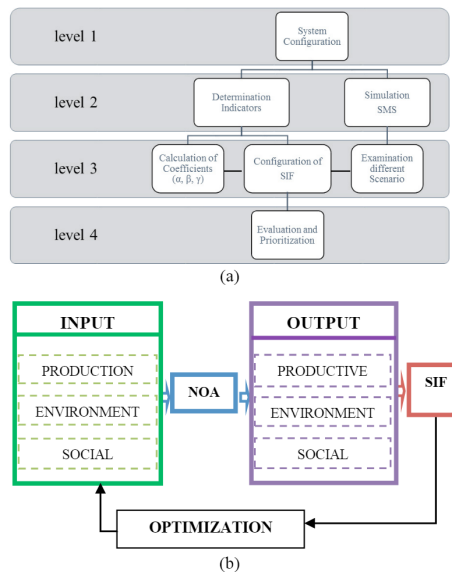 level 1
System
Configuration
level 2
Determination
Indicators
Simulation
SMS
level 3
Calculation of
Coefficients
(α, β, γ)
Configuration of
SIF
Examination
different
Scenario
level 4
Evaluation and
Prioritization
(a)
INPUT
PRODUCTION
ENVIRONMENT
SOCIAL
NOA
OUTPUT
PRODUCTIVE
ENVIRONMENT
SOCIAL
SIF
OPTIMIZATION
(b)